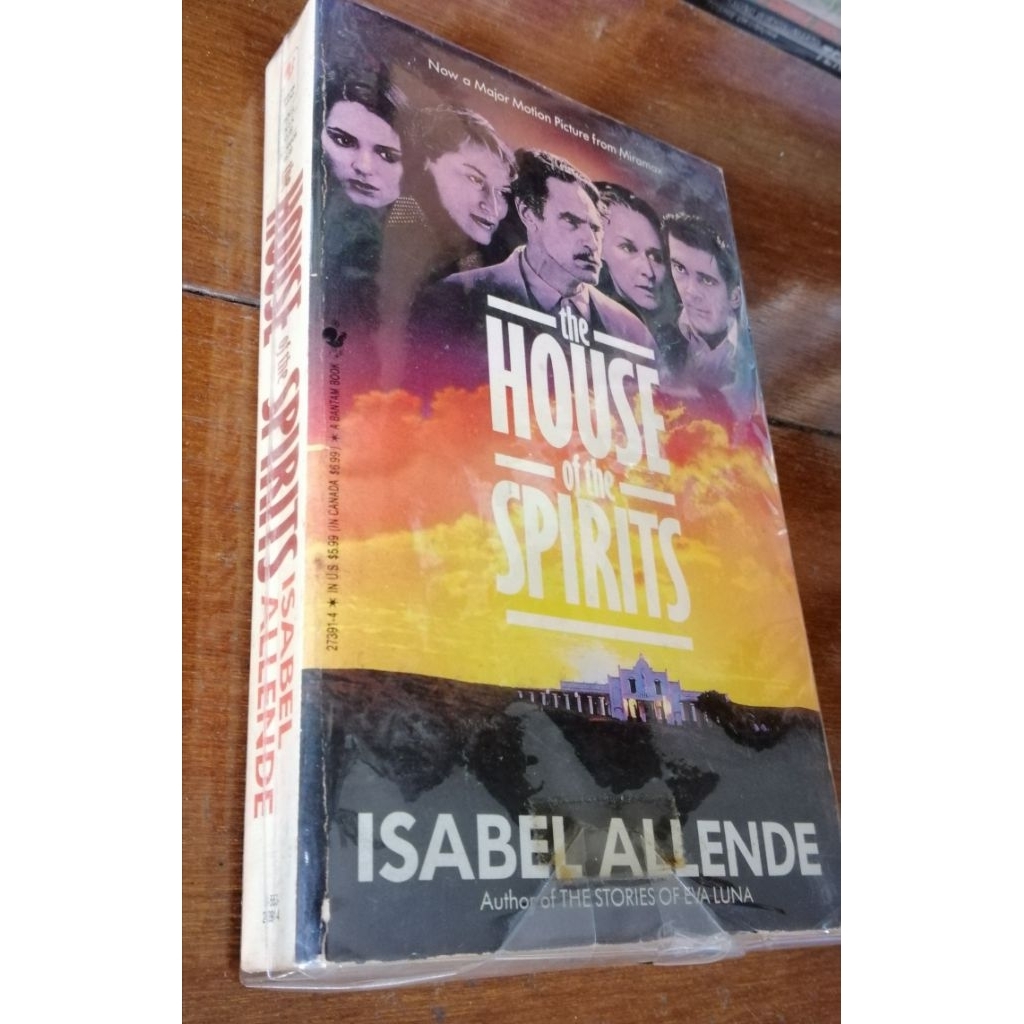 Now a Major Motion Picture from Miramax
the
HOUSE
of the
SPIRITS
ISABEL ALLENDE
Author of THE STORIES OF EVA LUNA
27391-4 * IN U.S. $5.99 (IN CANADA $6.99) * A BANTAM BOOK
the HOUSE of the SPIRITS ISABEL ALLENDE